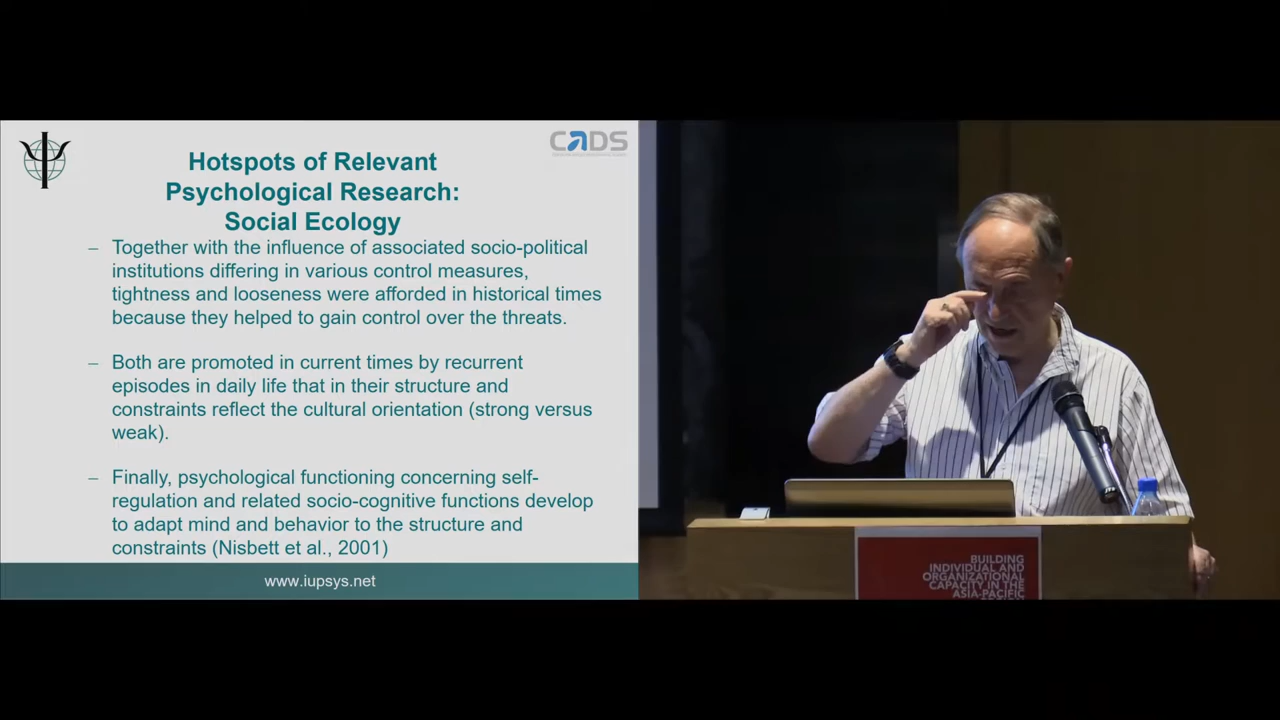 CADS
Hotspots of Relevant
Psychological Research:
Social Ecology
– Together with the influence of associated socio-political
institutions differing in various control measures,
tightness and looseness were afforded in historical times
because they helped to gain control over the threats.
– Both are promoted in current times by recurrent
episodes in daily life that in their structure and
constraints reflect the cultural orientation (strong versus
weak).
– Finally, psychological functioning concerning self-
regulation and related socio-cognitive functions develop
to adapt mind and behavior to the structure and
constraints (Nisbett et al., 2001)
www.iupsys.net
BUILDING
INDIVIDUAL AND
ORGANIZATIONAL
CAPACITY IN THE
ASIA-PACIFIC